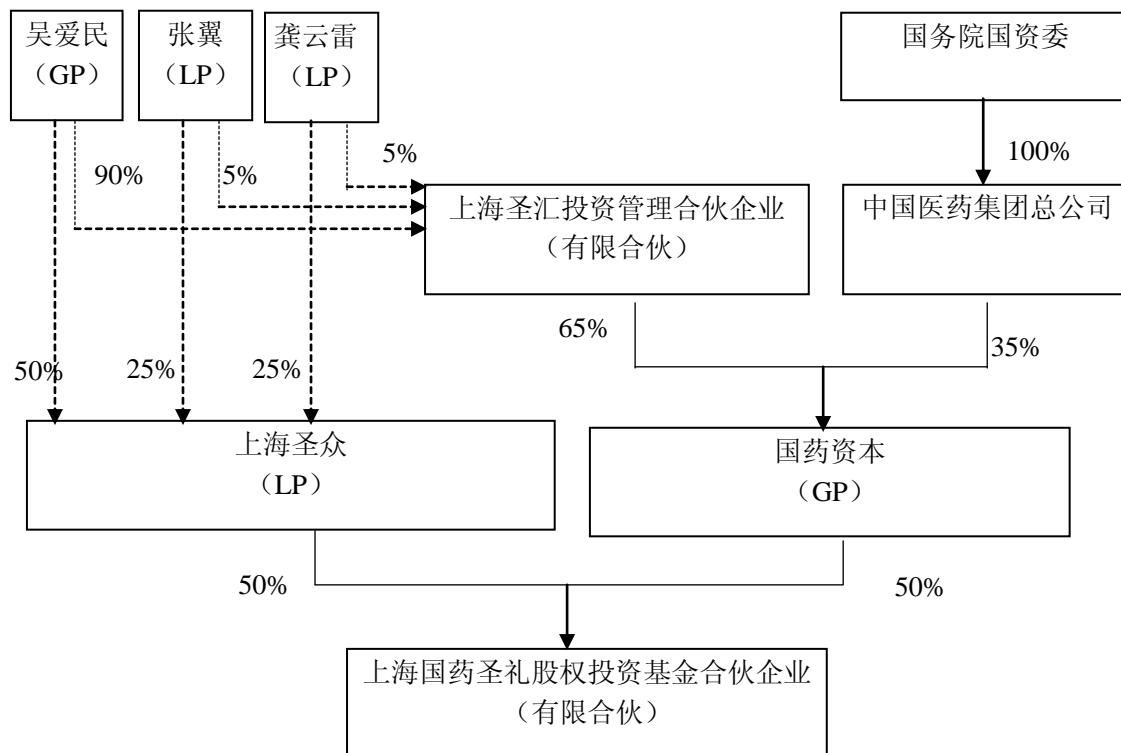 吴爱民
（GP）
张翼
（LP）
龚云雷
（LP）
国务院国资委
90%
5%
5%
100%
上海圣汇投资管理合伙企业
（有限合伙）
中国医药集团总公司
65%
35%
50%
25%
25%
上海圣众
（LP）
国药资本
（GP）
50%
50%
上海国药圣礼股权投资基金合伙企业
（有限合伙）